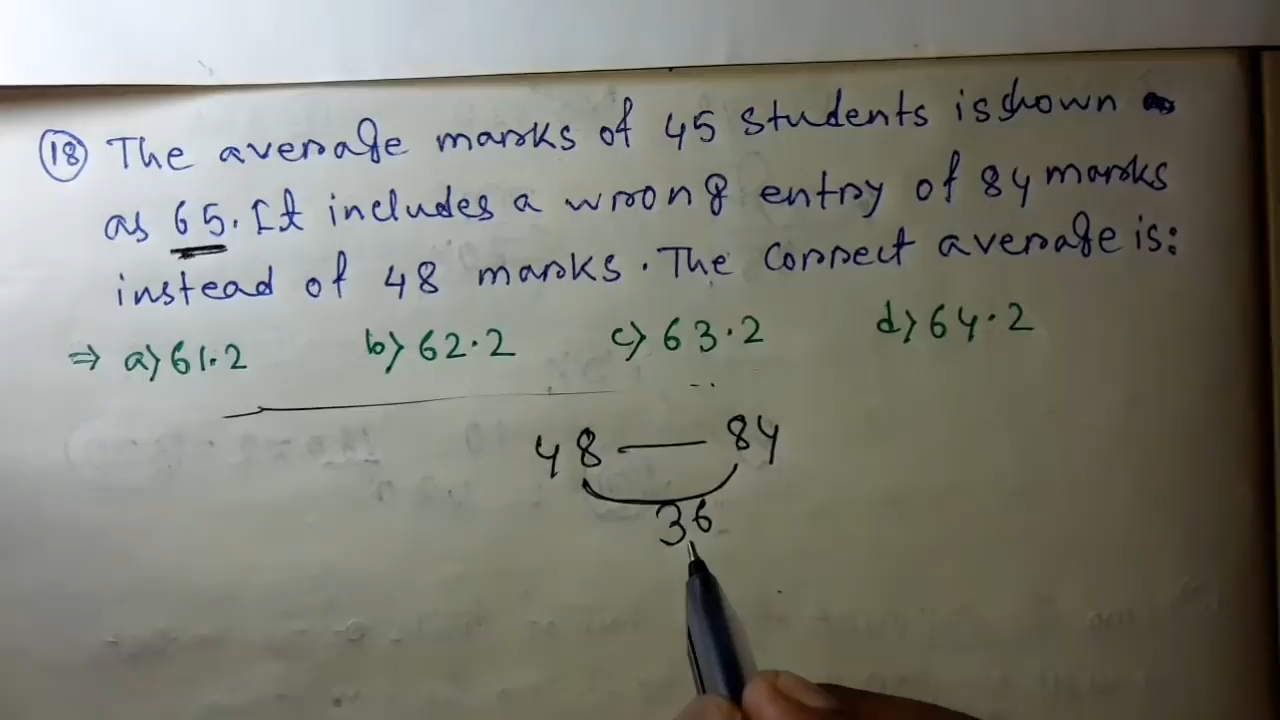 18 The average marks of 45 students is shown
as 65. It includes a wrong entry of 84 marks
instead of 48 marks. The correct average is:
⇒ a) 61.2 b) 62.2 c) 63.2 d) 64.2
48 — 84
36